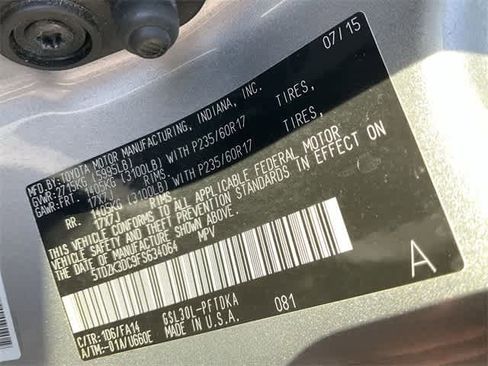 MFD.BY:TOYOTA MOTOR MANUFACTURING, INDIANA, INC. 07/15
GVWR:2720KG( 5995LB)
GAWR:FRT. 1405KG (3100LB) WITH P235/60R17 TIRES,
17X7J RIMS,
RR. 1405KG (3100LB) WITH P235/60R17 TIRES,
17X7J RIMS
THIS VEHICLE CONFORMS TO ALL APPLICABLE FEDERAL MOTOR
VEHICLE SAFETY AND THEFT PREVENTION STANDARDS IN EFFECT ON
THE DATE OF MANUFACTURE SHOWN ABOVE.
5TDZK3DC9FS634064 MPV
A
C/TR:1D6/FA14 GSL30L-PFTDKA
A/TM:-01A/U660E MADE IN U.S.A. 081